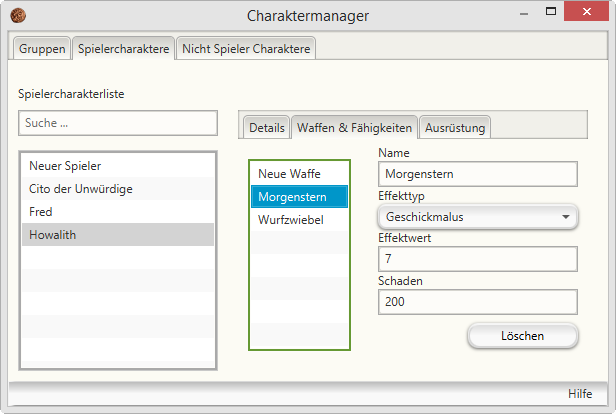 Charaktermanager
Gruppen
Spielercharaktere
Nicht Spieler Charaktere
Spielercharakterliste
Suche ...
Neuer Spieler
Cito der Unwürdige
Fred
Howalith
Details
Waffen & Fähigkeiten
Ausrüstung
Neue Waffe
Morgenstern
Wurfzwiebel
Name
Morgenstern
Effekttyp
Geschickmalus
Effektwert
7
Schaden
200
Löschen
Hilfe